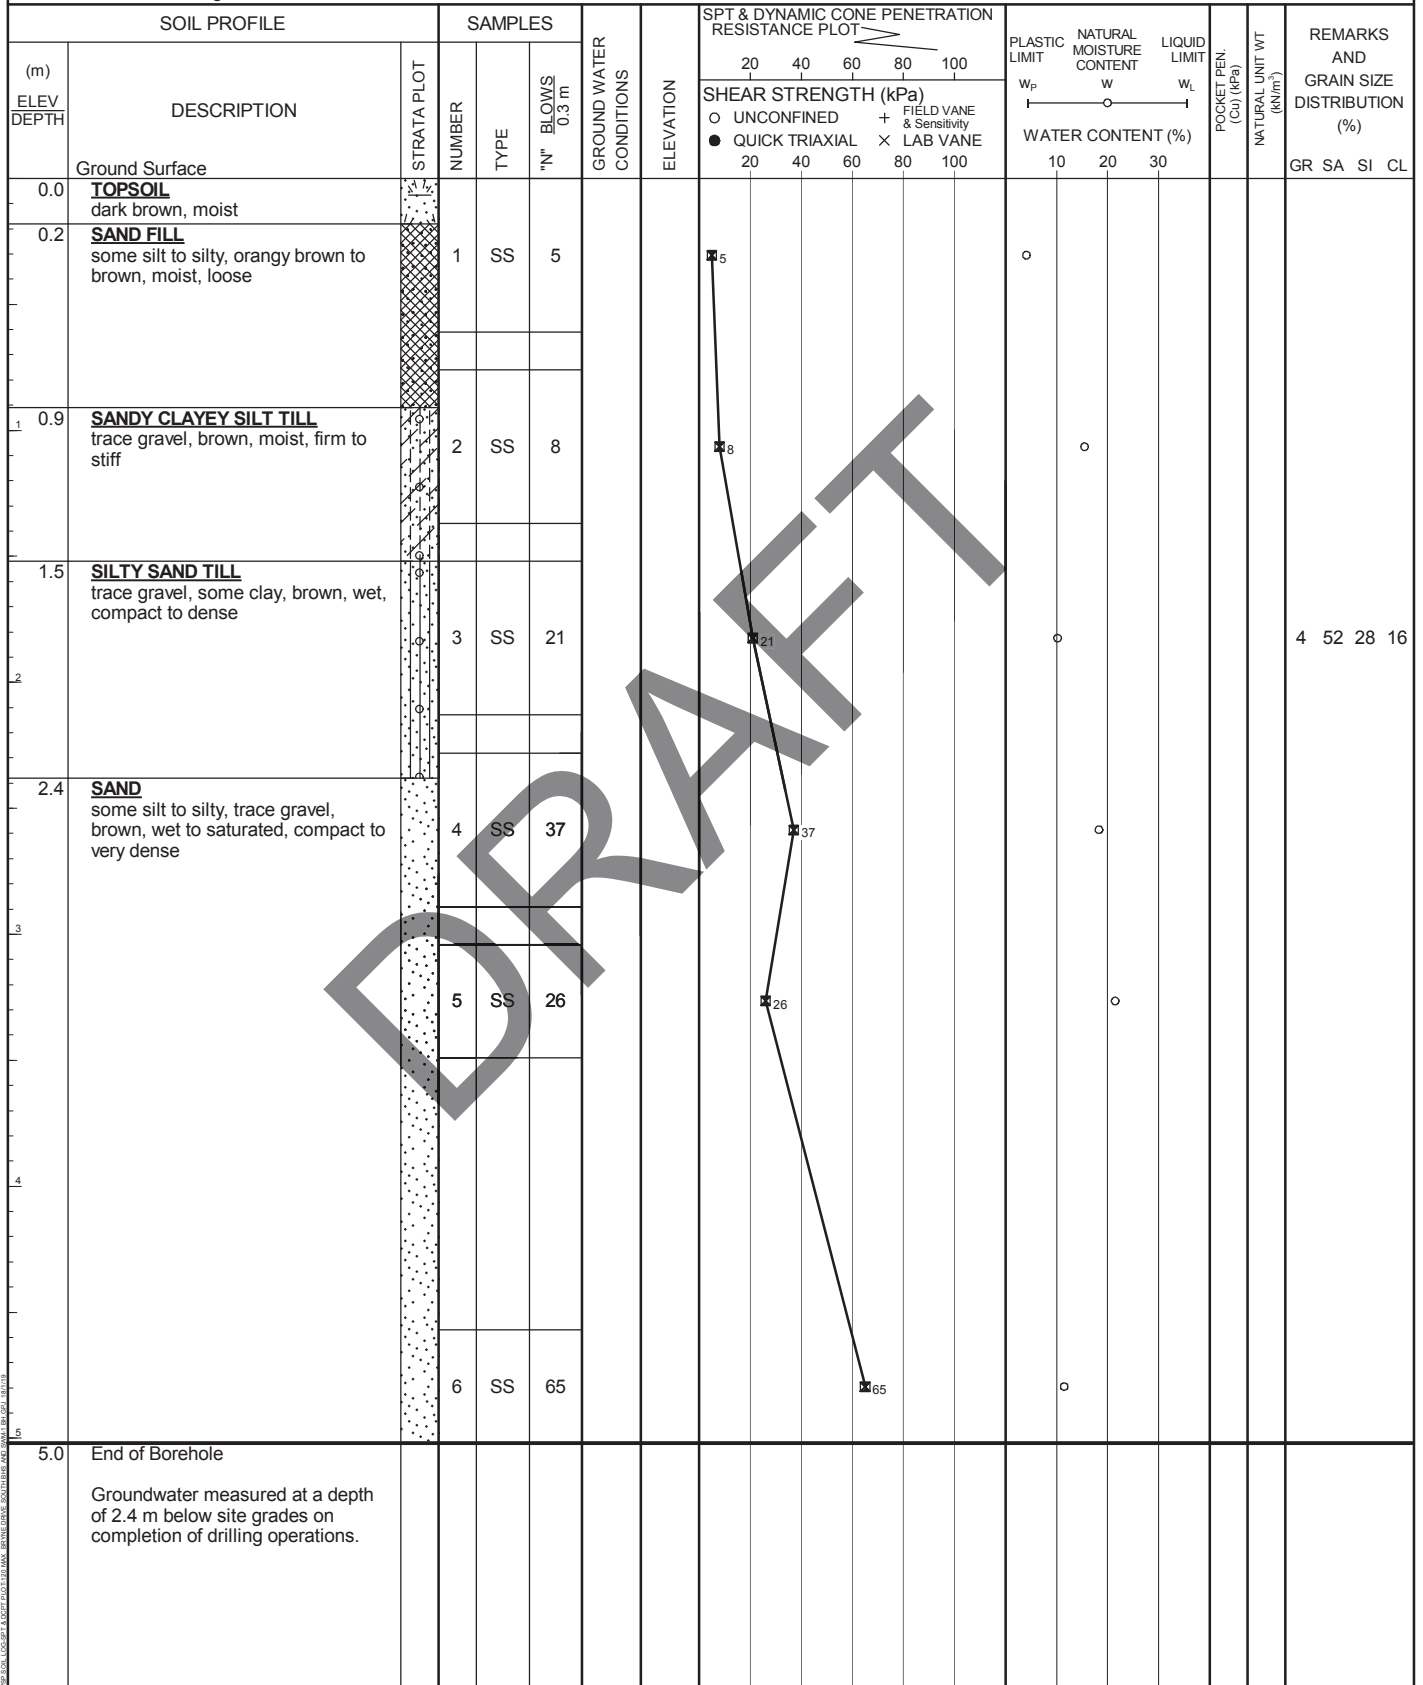 SOIL PROFILE
SAMPLES
GROUND WATER
CONDITIONS
ELEVATION
SPT & DYNAMIC CONE PENETRATION
RESISTANCE PLOT
20 40 60 80 100
SHEAR STRENGTH (kPa)
O UNCONFINED + FIELD VANE
& Sensitivity
● QUICK TRIAXIAL × LAB VANE
20 40 60 80 100
PLASTIC
LIMIT
NATURAL
MOISTURE
CONTENT
LIQUID
LIMIT
WP W WL
WATER CONTENT (%)
10 20 30
POCKET PEN.
(Cu) (kPa)
NATURAL UNIT WT
(kN/m³)
REMARKS
AND
GRAIN SIZE
DISTRIBUTION
(%)
GR SA SI CL
(m)
ELEV
DEPTH
DESCRIPTION
Ground Surface
STRATA PLOT
NUMBER
TYPE
"N" BLOWS
0.3 m
0.0 TOPSOIL
dark brown, moist
0.2 SAND FILL
some silt to silty, orangy brown to
brown, moist, loose
1 SS 5
5
0.9 SANDY CLAYEY SILT TILL
trace gravel, brown, moist, firm to
stiff
1
2 SS 8
8
1.5 SILTY SAND TILL
trace gravel, some clay, brown, wet,
compact to dense
3 SS 21
21
4 52 28 16
2
2.4 SAND
some silt to silty, trace gravel,
brown, wet to saturated, compact to
very dense
4 SS 37
37
3
5 SS 26
26
4
6 SS 65
65
5
5.0 End of Borehole
Groundwater measured at a depth
of 2.4 m below site grades on
completion of drilling operations.
DRAFT